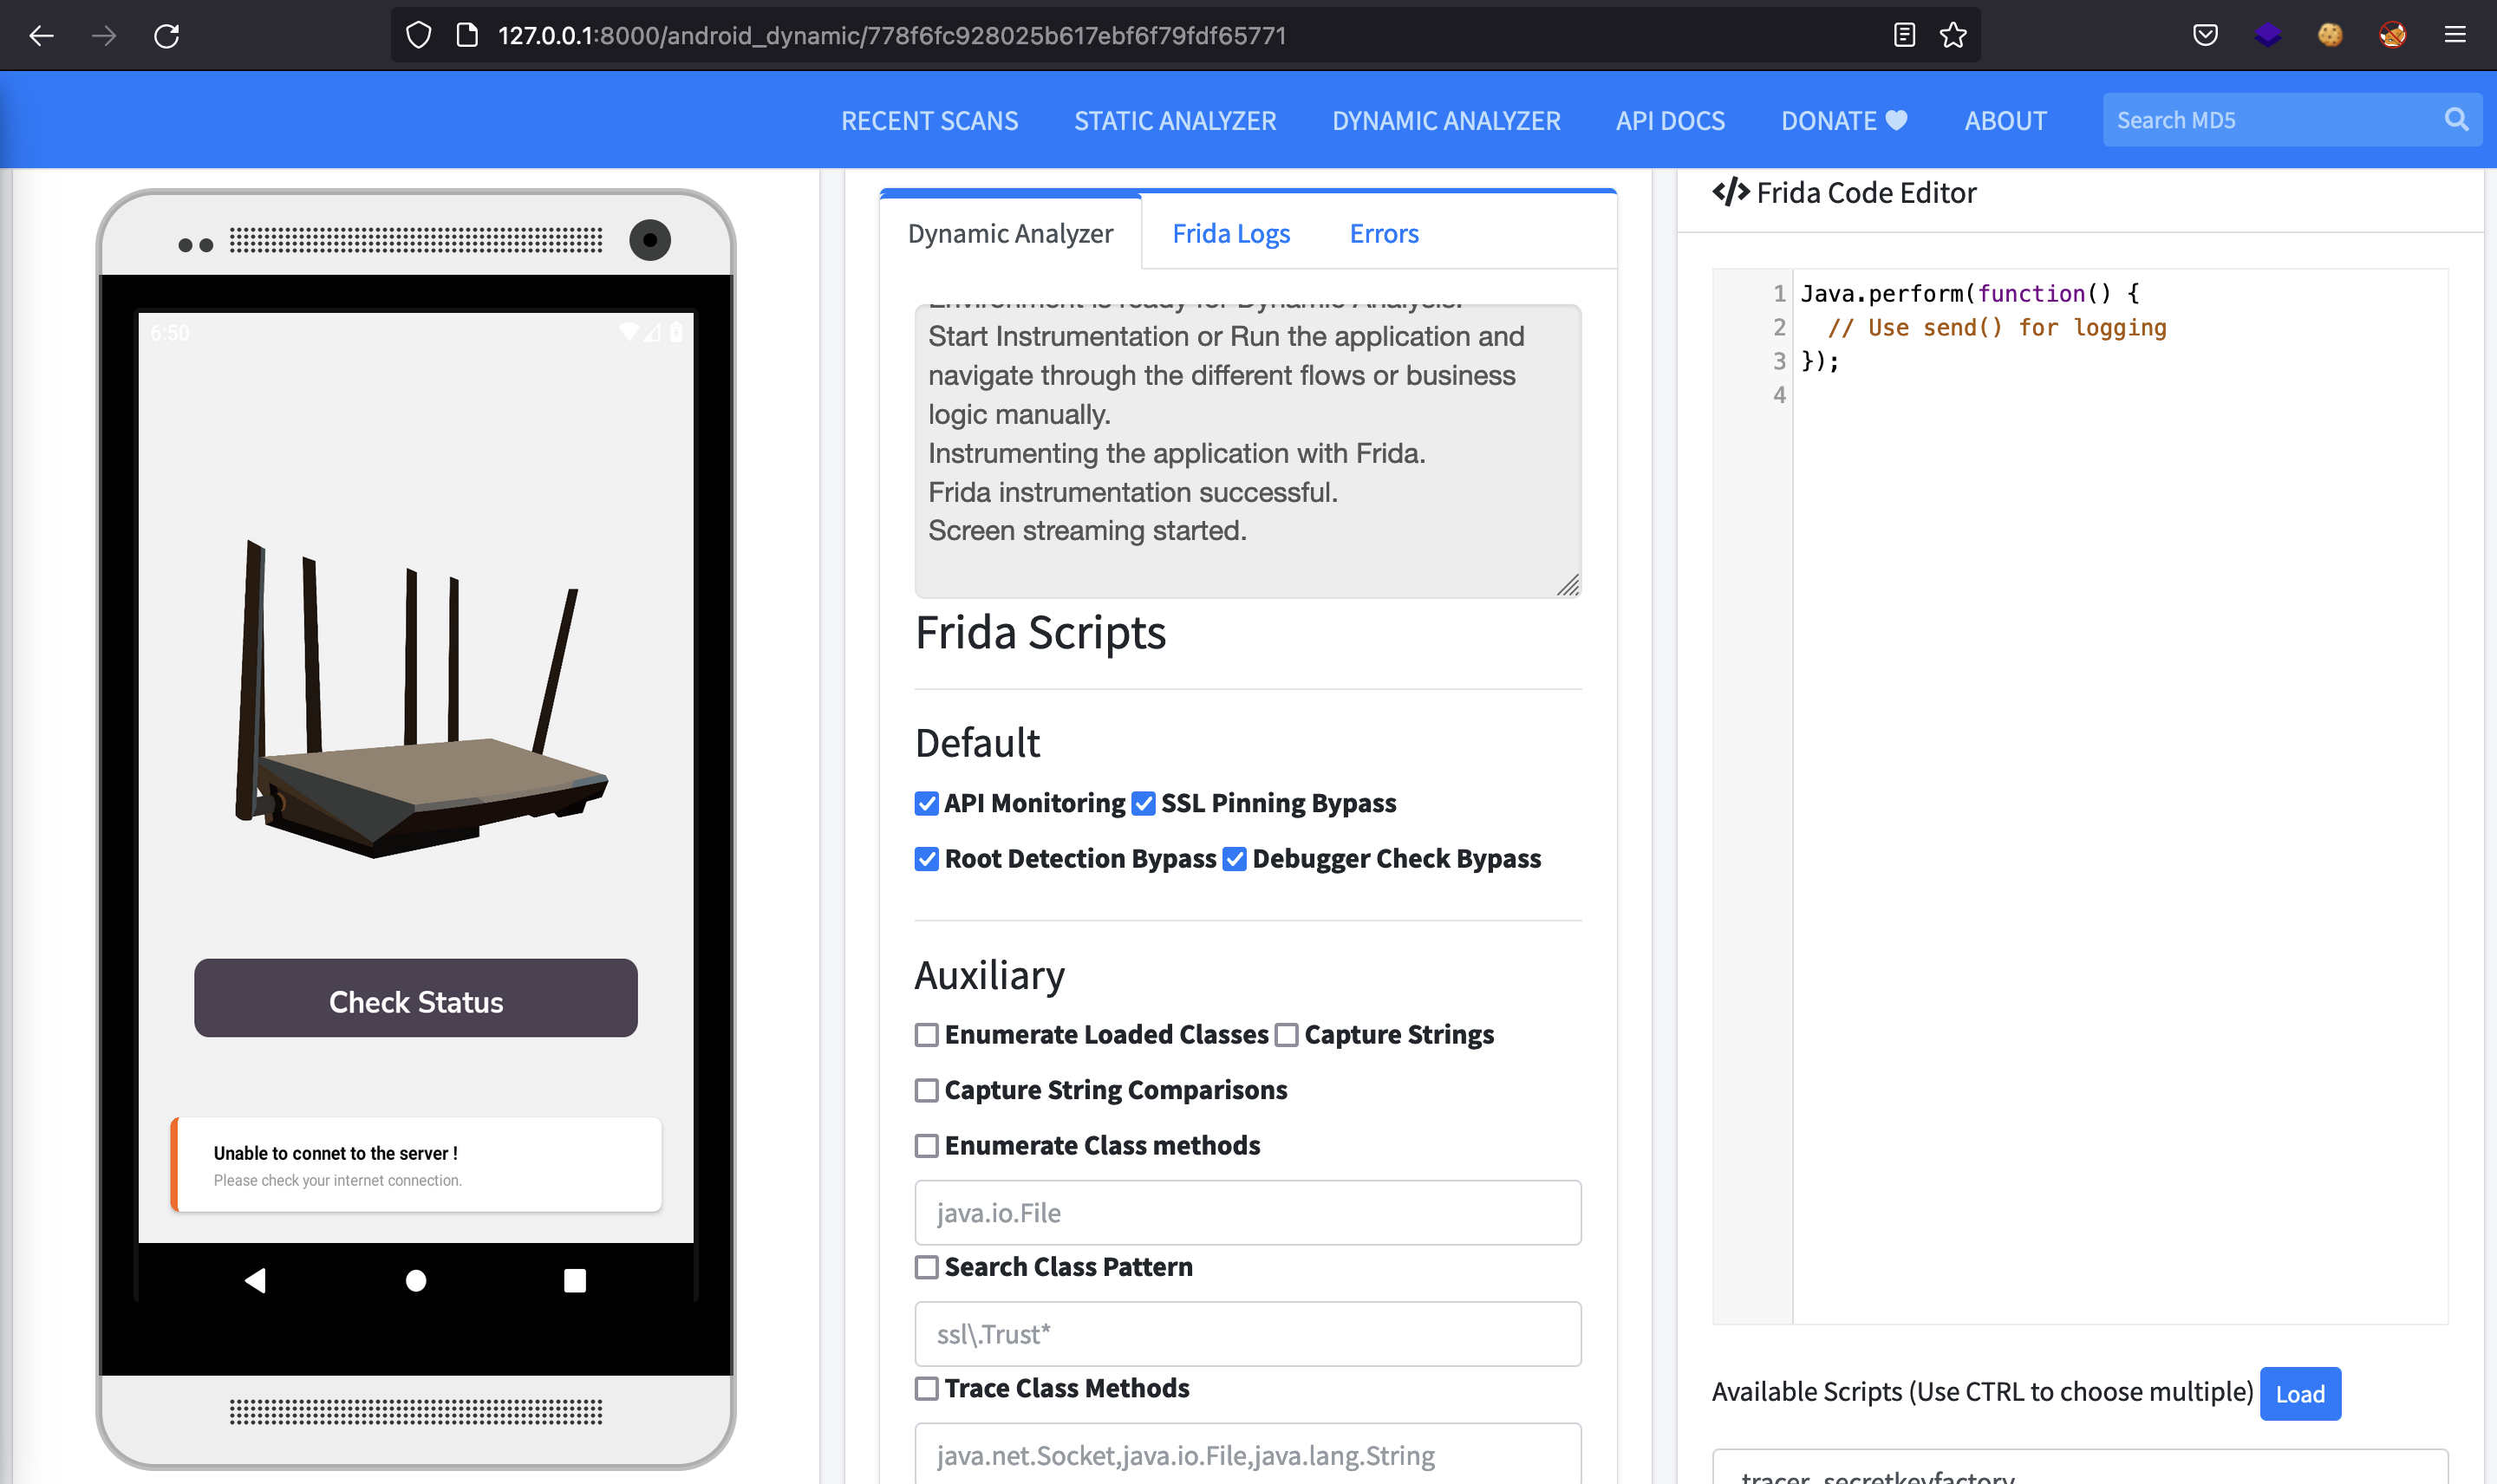 127.0.0.1:8000/android_dynamic/778f6fc928025b617ebf6f79fdf65771
RECENT SCANS STATIC ANALYZER DYNAMIC ANALYZER API DOCS DONATE ABOUT Search MD5
6:50
Check Status
Unable to connet to the server !
Please check your internet connection.
Dynamic Analyzer Frida Logs Errors
Environment is ready for Dynamic Analysis.
Start Instrumentation or Run the application and
navigate through the different flows or business
logic manually.
Instrumenting the application with Frida.
Frida instrumentation successful.
Screen streaming started.
Frida Scripts
Default
API Monitoring SSL Pinning Bypass
Root Detection Bypass Debugger Check Bypass
Auxiliary
Enumerate Loaded Classes Capture Strings
Capture String Comparisons
Enumerate Class methods
java.io.File
Search Class Pattern
ssl\.Trust*
Trace Class Methods
java.net.Socket,java.io.File,java.lang.String
</> Frida Code Editor
1 Java.perform(function() {
2 // Use send() for logging
3 });
4
Available Scripts (Use CTRL to choose multiple) Load
tracer_secretkeyfactory